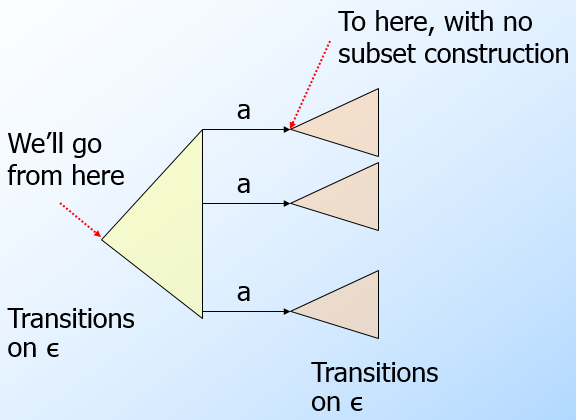 To here, with no
subset construction
a
We’ll go
from here
a
a
Transitions
on ϵ
Transitions
on ϵ